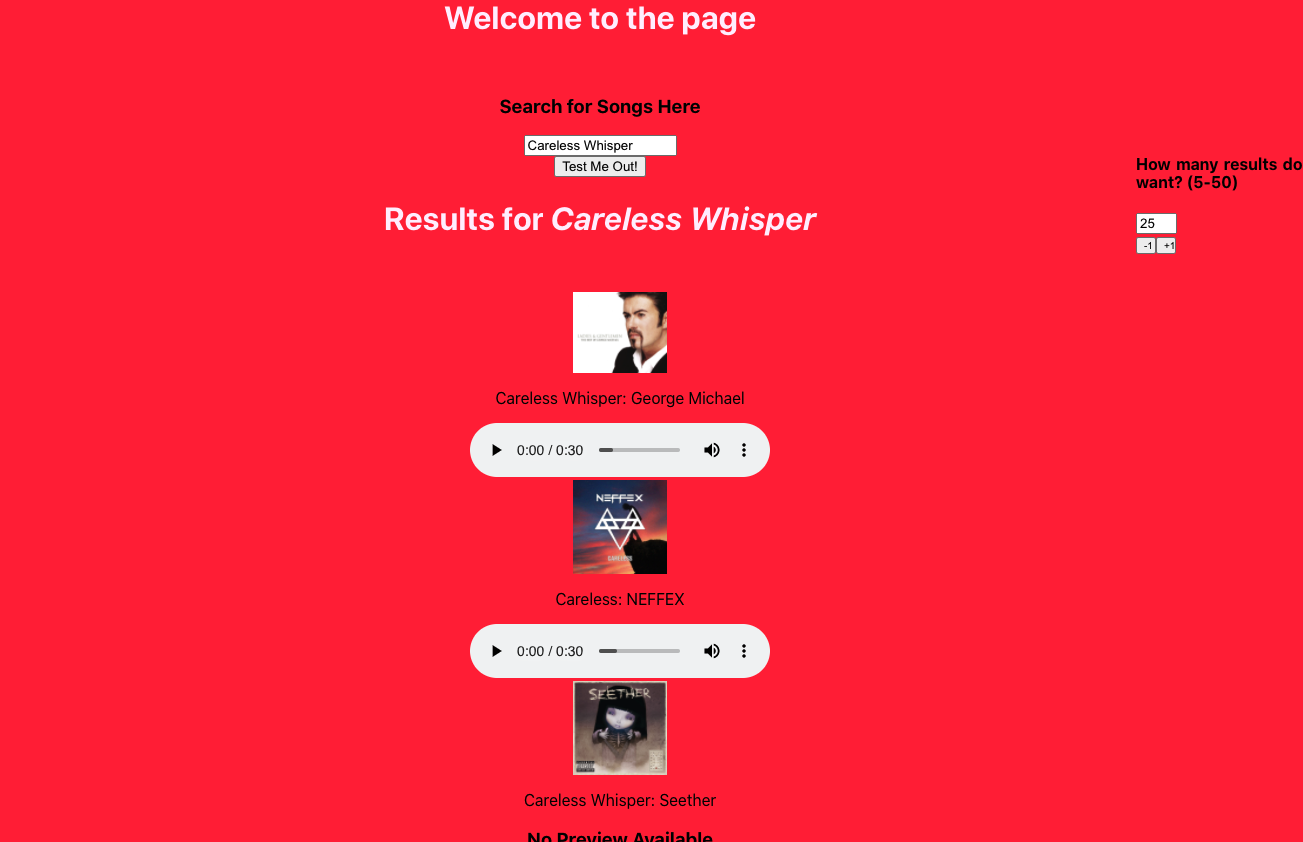 Welcome to the page
Search for Songs Here
Careless Whisper
Test Me Out!
How many results do
want? (5-50)
25
-1 +1
Results for Careless Whisper
Careless Whisper: George Michael
0:00 / 0:30
NEFFEX
CARELESS
Careless: NEFFEX
0:00 / 0:30
SEETHER
Careless Whisper: Seether
No Preview Available